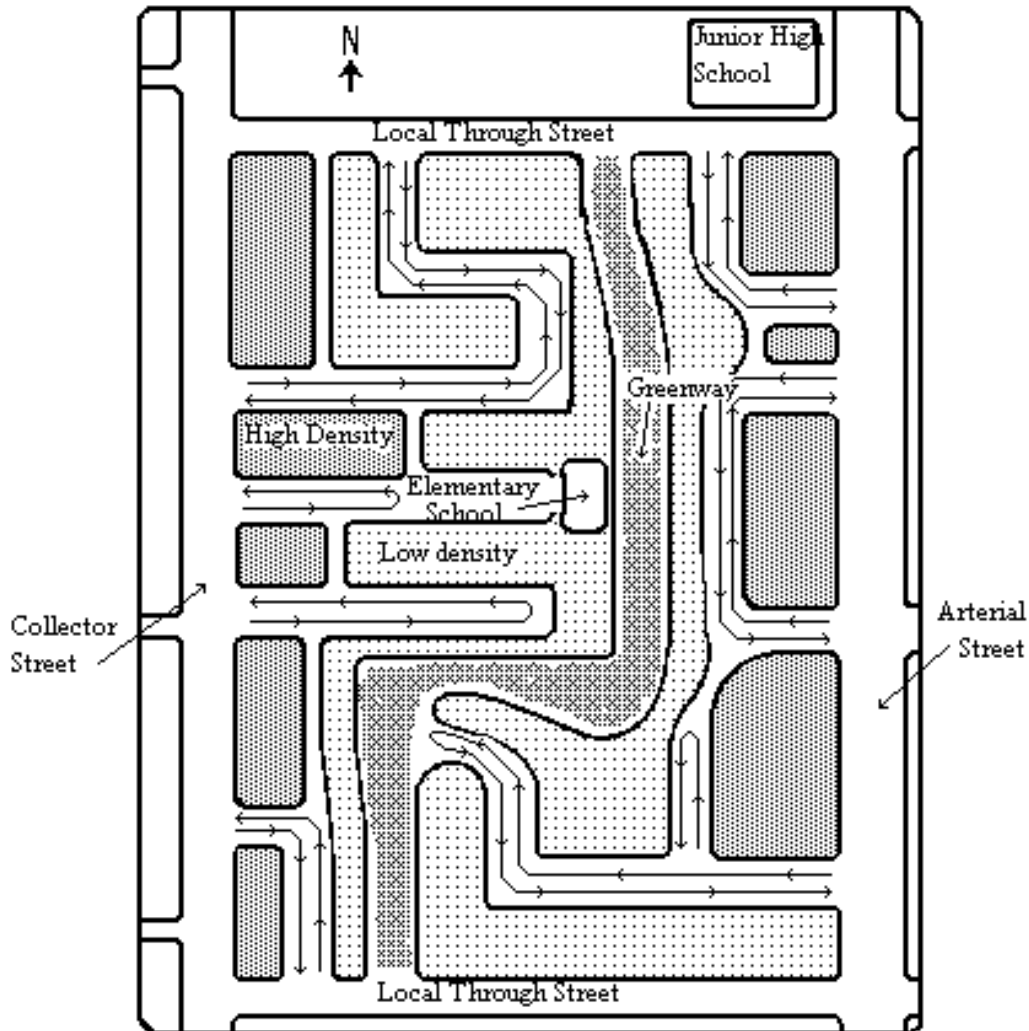 Junior High
School
N
Local Through Street
Greenway
High Density
Elementary
School
Low density
Collector
Street
Arterial
Street
Local Through Street